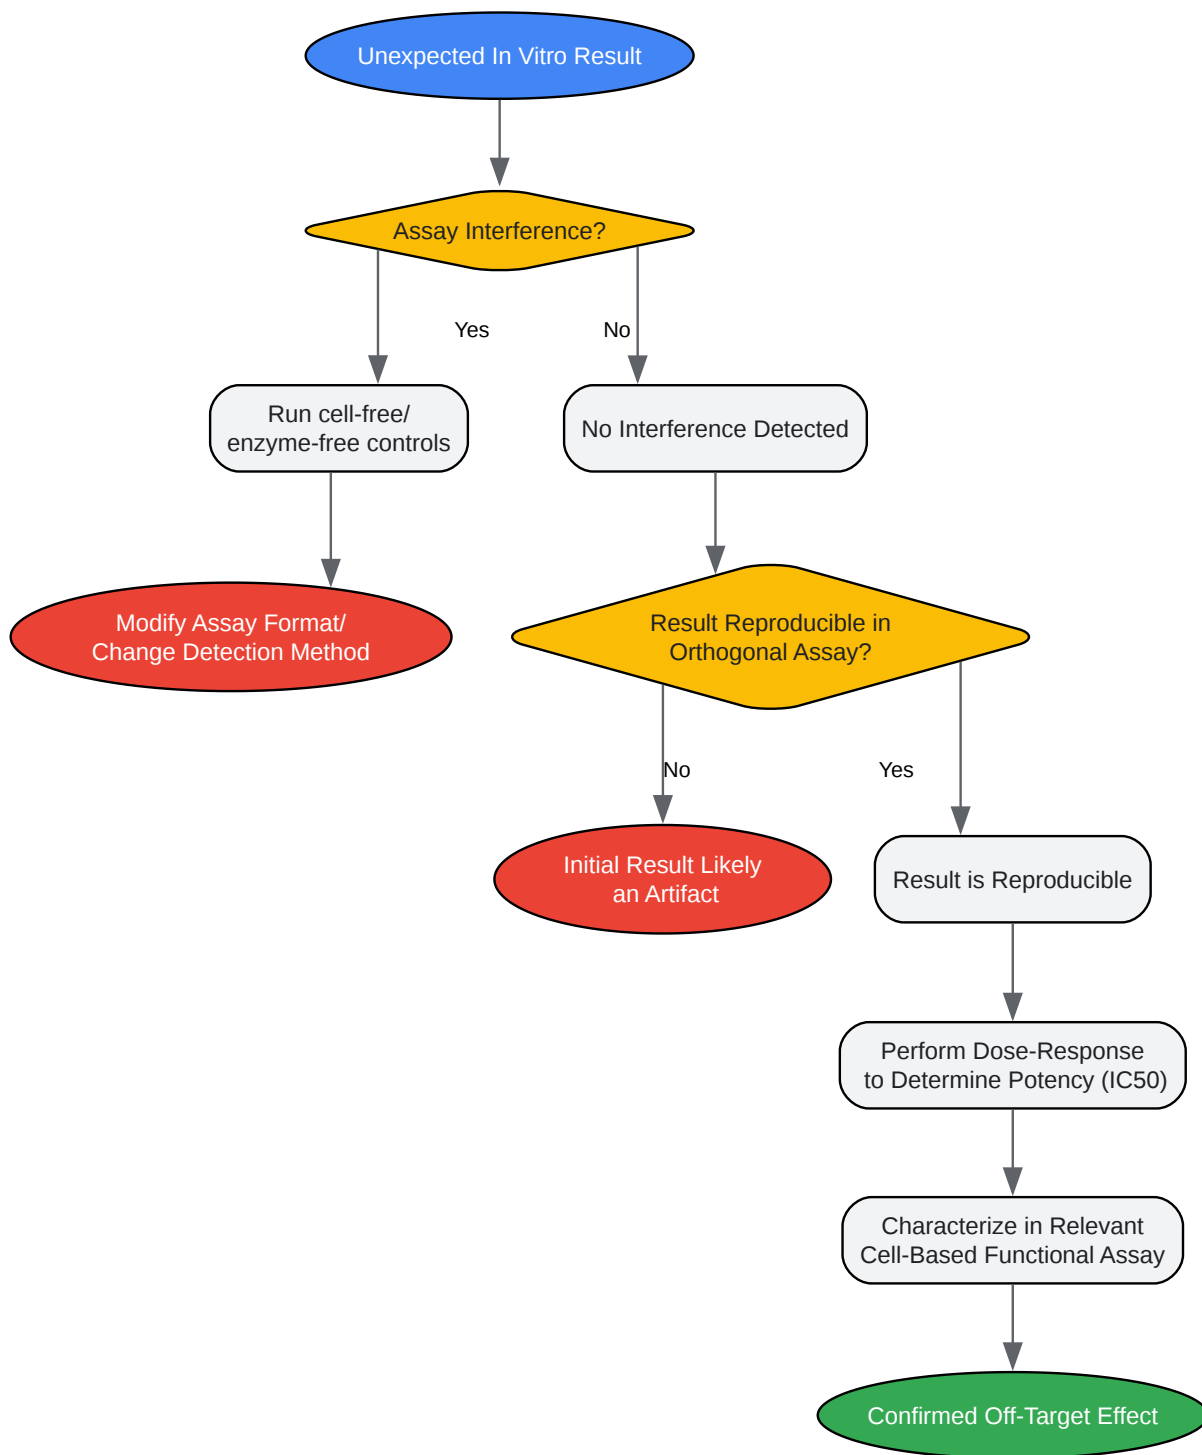 Unexpected In Vitro Result
Assay Interference?
Yes
No
Run cell-free/
enzyme-free controls
No Interference Detected
Modify Assay Format/
Change Detection Method
Result Reproducible in
Orthogonal Assay?
No
Yes
Initial Result Likely
an Artifact
Result is Reproducible
Perform Dose-Response
to Determine Potency (IC50)
Characterize in Relevant
Cell-Based Functional Assay
Confirmed Off-Target Effect